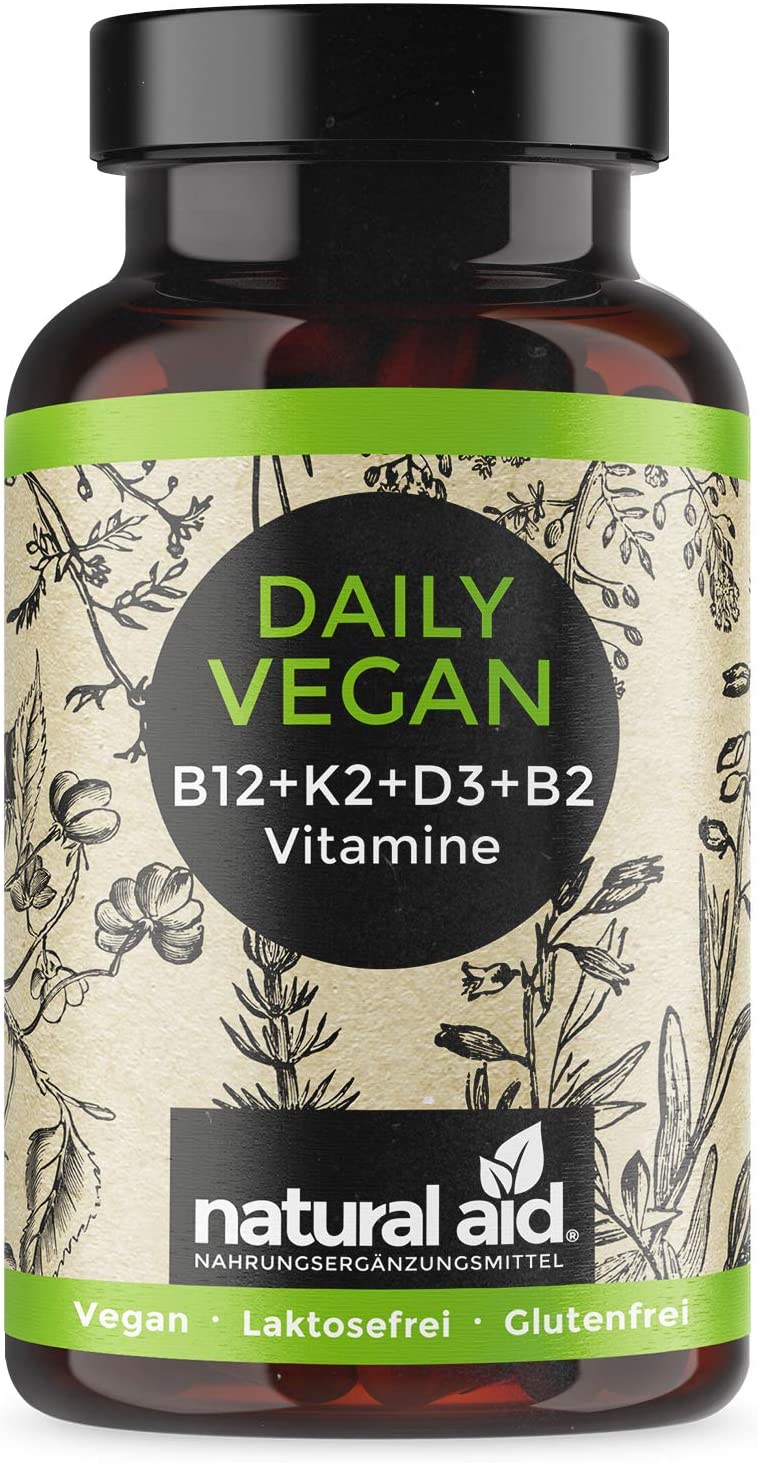 DAILY
VEGAN
B12+K2+D3+B2
Vitamine
natural aid®
NAHRUNGSERGÄNZUNGSMITTEL
Vegan · Laktosefrei · Glutenfrei